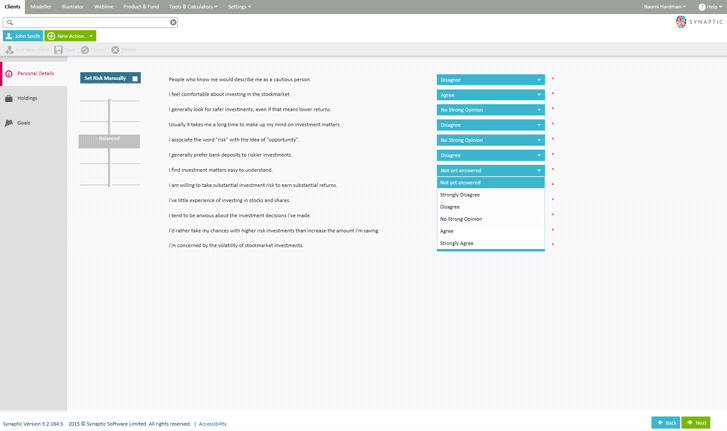 Clients Modeller Illustrator Webline Product & Fund Tools & Calculators Settings Naomi Hardman Help
SYNAPTIC
John Smith New Action...
Save Cancel Delete
Personal Details
Holdings
Goals
Set Risk Manually
Balanced
People who know me would describe me as a cautious person. Disagree *
I feel comfortable about investing in the stockmarket. Agree *
I generally look for safer investments, even if that means lower returns. No Strong Opinion *
Usually it takes me a long time to make up my mind on investment matters. Disagree *
I associate the word "risk" with the idea of "opportunity". No Strong Opinion *
I generally prefer bank deposits to riskier investments. Disagree *
I find investment matters easy to understand. Not yet answered *
I am willing to take substantial investment risk to earn substantial returns. *
I've little experience of investing in stocks and shares. *
I tend to be anxious about the investment decisions I've made. *
I'd rather take my chances with higher risk investments than increase the amount I'm saving. *
I'm concerned by the volatility of stockmarket investments. *
Not yet answered
Strongly Disagree
Disagree
No Strong Opinion
Agree
Strongly Agree
Synaptic Version 3.2.164.5 2015 © Synaptic Software Limited. All rights reserved. | Accessibility
Back Next